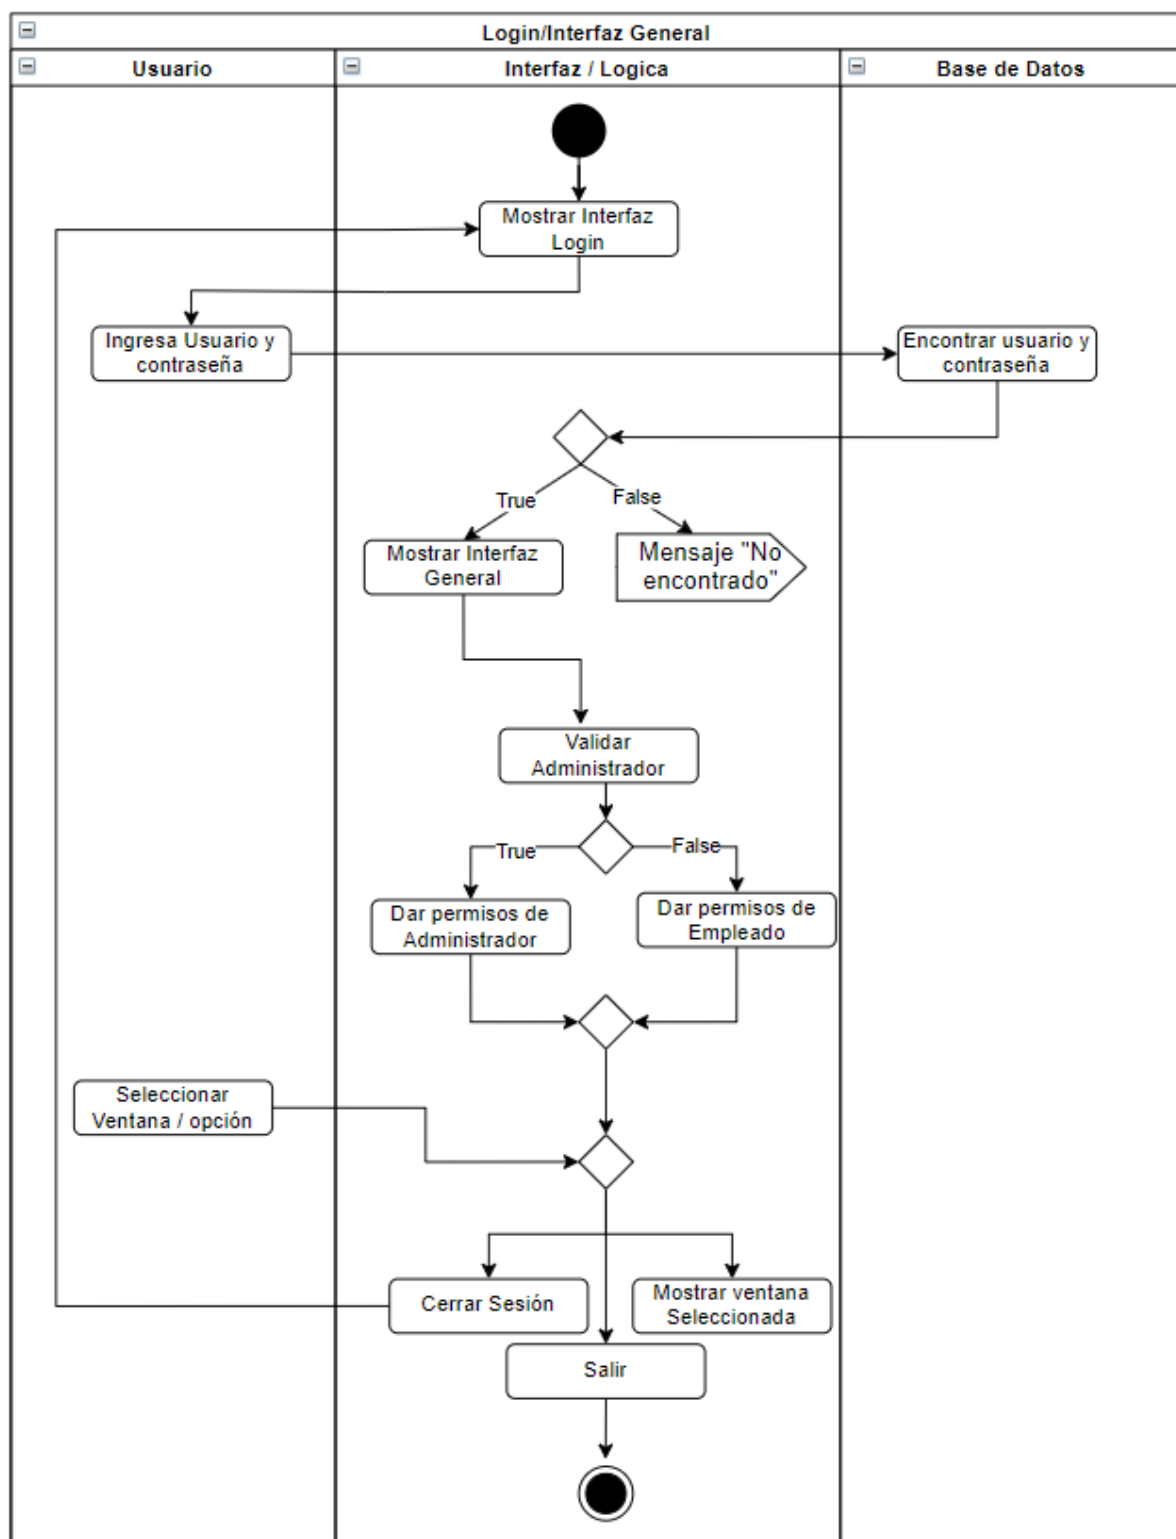 Login/Interfaz General
Usuario
Interfaz / Logica
Base de Datos
Mostrar Interfaz
Login
Ingresa Usuario y
contraseña
Encontrar usuario y
contraseña
True
False
Mostrar Interfaz
General
Mensaje "No
encontrado"
Validar
Administrador
True
False
Dar permisos de
Administrador
Dar permisos de
Empleado
Seleccionar
Ventana / opción
Cerrar Sesión
Mostrar ventana
Seleccionada
Salir